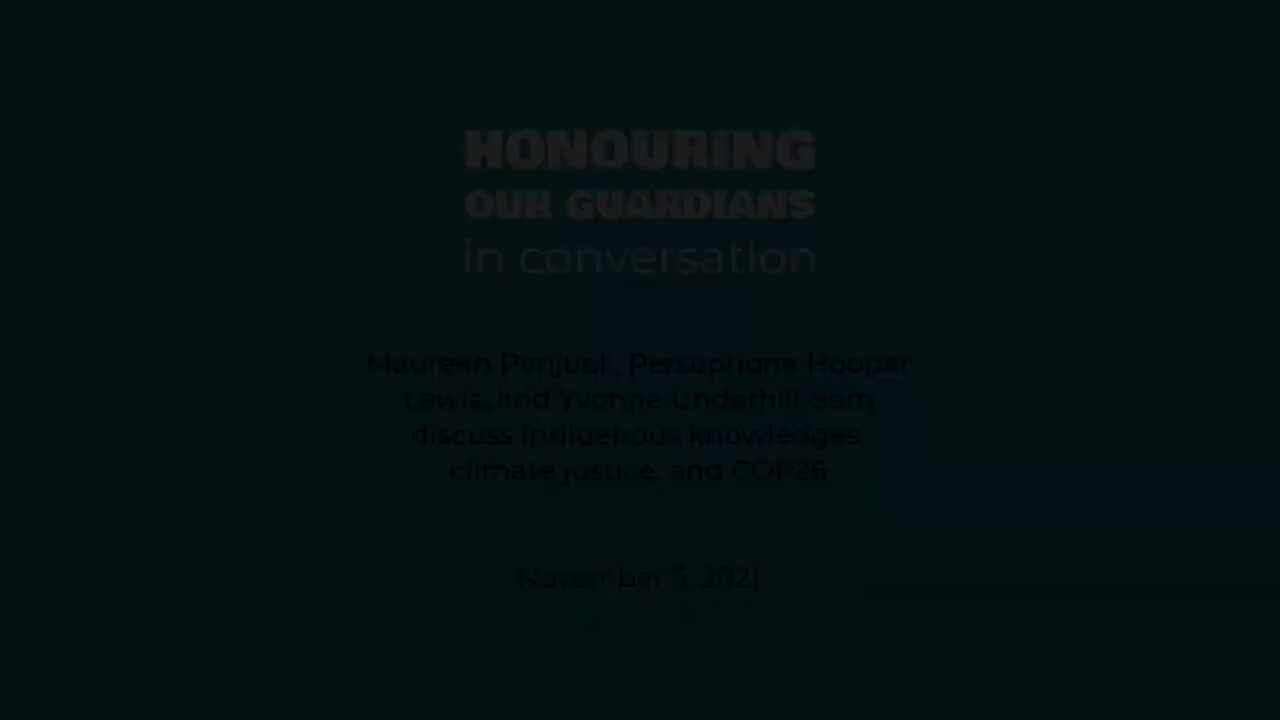 HONOURING
OUR GUARDIANS
In conversation
Maureen Penjueli, Persephone Hooper
Lewis, and Yvonne Underhill-Sem
discuss Indigenous knowledges,
climate justice, and COP26
November 5, 2021